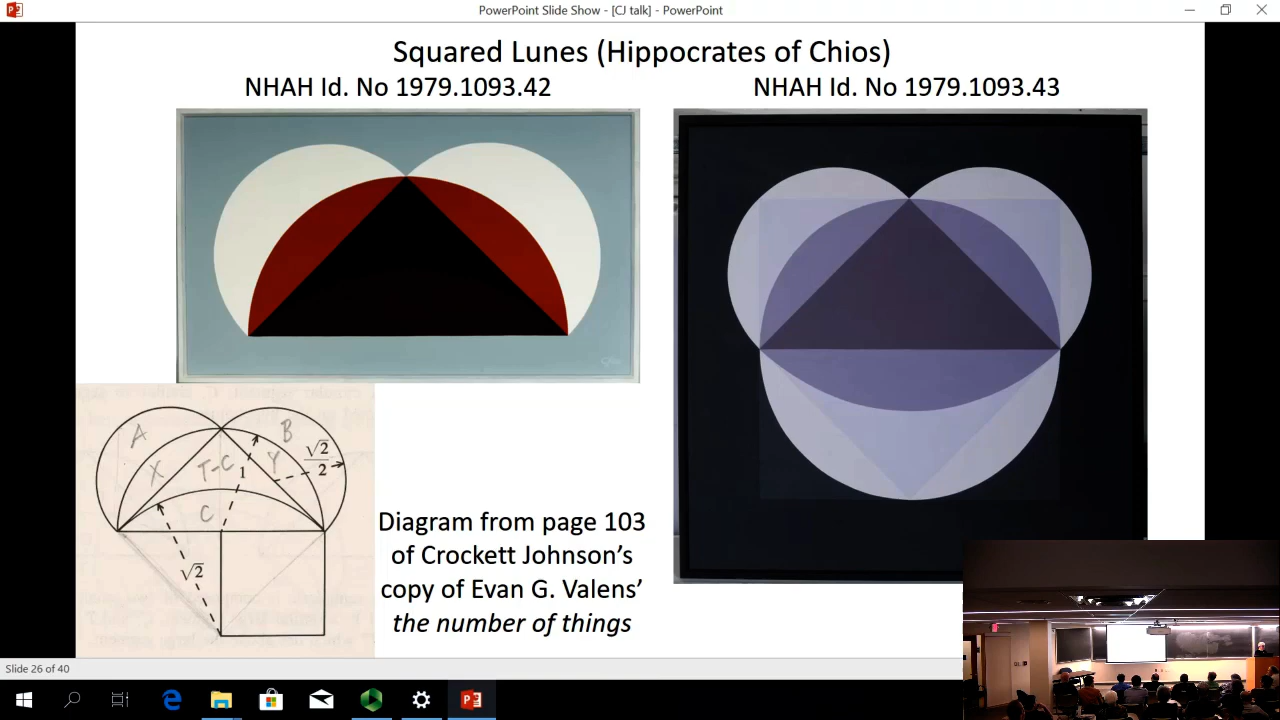 PowerPoint Slide Show - [CJ talk] - PowerPoint
Squared Lunes (Hippocrates of Chios)
NHAH Id. No 1979.1093.42
NHAH Id. No 1979.1093.43
A
B
X
T-C
1
Y
√2/2
C
√2
Diagram from page 103
of Crockett Johnson's
copy of Evan G. Valens'
the number of things
Slide 26 of 40